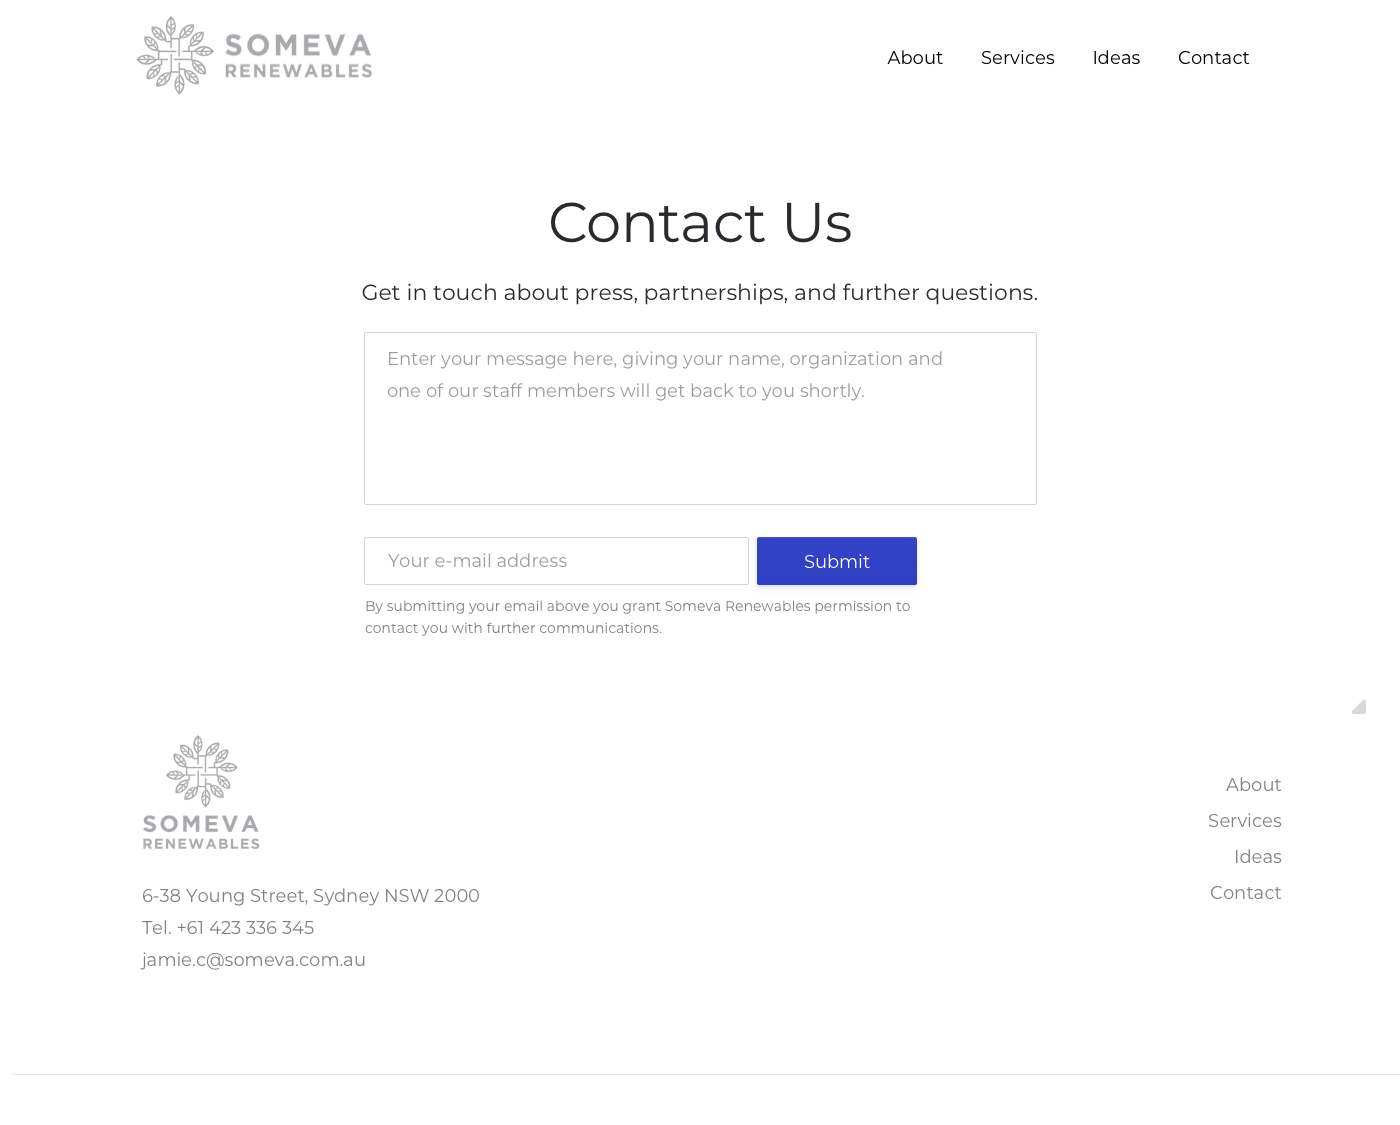 SOMEVA
RENEWABLES
About Services Ideas Contact
Contact Us
Get in touch about press, partnerships, and further questions.
Enter your message here, giving your name, organization and
one of our staff members will get back to you shortly.
Your e-mail address
Submit
By submitting your email above you grant Someva Renewables permission to
contact you with further communications.
SOMEVA
RENEWABLES
6-38 Young Street, Sydney NSW 2000
Tel. +61 423 336 345
jamie.c@someva.com.au
About
Services
Ideas
Contact